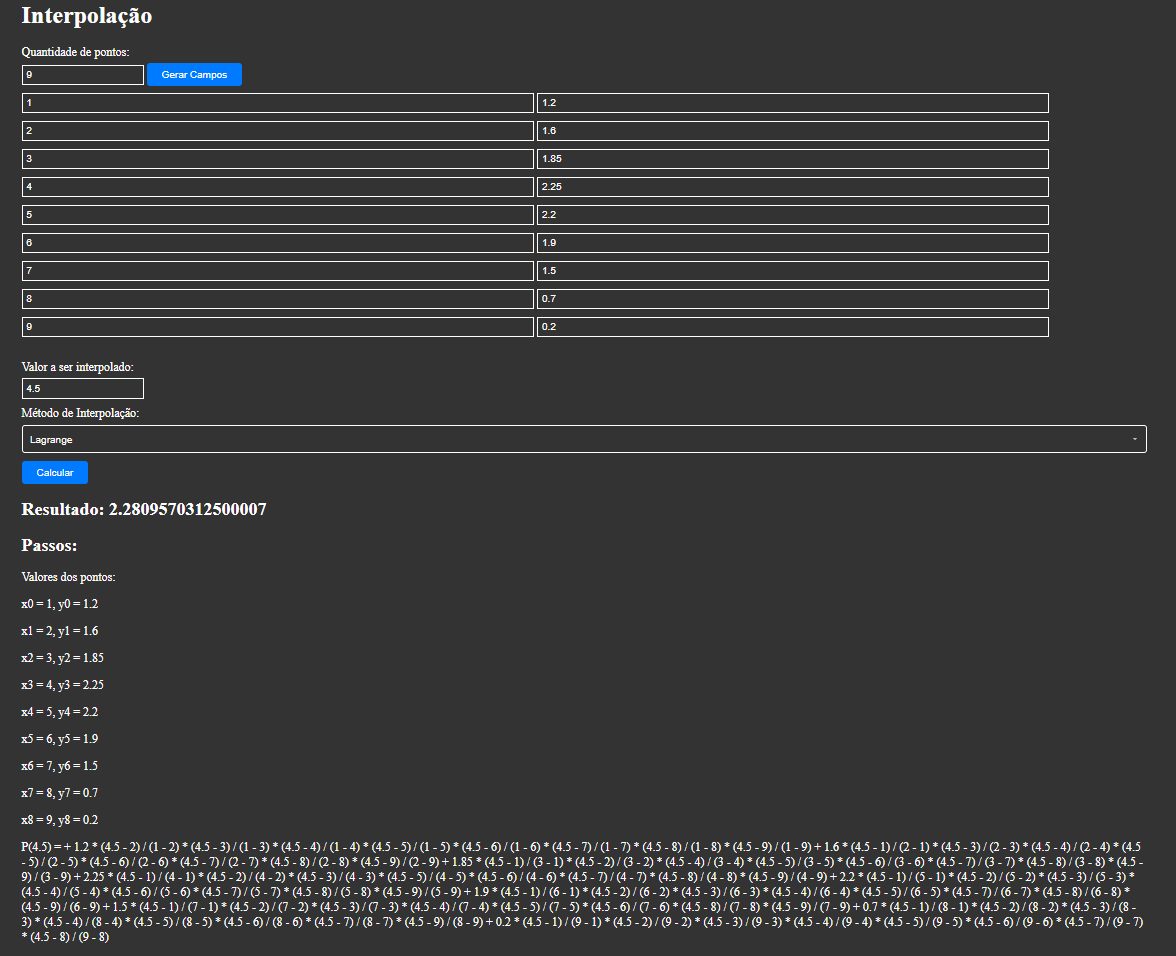 Interpolação
Quantidade de pontos:
9 Gerar Campos
1 1.2
2 1.6
3 1.85
4 2.25
5 2.2
6 1.9
7 1.5
8 0.7
9 0.2
Valor a ser interpolado:
4.5
Método de Interpolação:
Lagrange
Calcular
Resultado: 2.2809570312500007
Passos:
Valores dos pontos:
x0 = 1, y0 = 1.2
x1 = 2, y1 = 1.6
x2 = 3, y2 = 1.85
x3 = 4, y3 = 2.25
x4 = 5, y4 = 2.2
x5 = 6, y5 = 1.9
x6 = 7, y6 = 1.5
x7 = 8, y7 = 0.7
x8 = 9, y8 = 0.2
P(4.5) = + 1.2 * (4.5 - 2) / (1 - 2) * (4.5 - 3) / (1 - 3) * (4.5 - 4) / (1 - 4) * (4.5 - 5) / (1 - 5) * (4.5 - 6) / (1 - 6) * (4.5 - 7) / (1 - 7) * (4.5 - 8) / (1 - 8) * (4.5 - 9) / (1 - 9) + 1.6 * (4.5 - 1) / (2 - 1) * (4.5 - 3) / (2 - 3) * (4.5 - 4) / (2 - 4) * (4.5
- 5) / (2 - 5) * (4.5 - 6) / (2 - 6) * (4.5 - 7) / (2 - 7) * (4.5 - 8) / (2 - 8) * (4.5 - 9) / (2 - 9) + 1.85 * (4.5 - 1) / (3 - 1) * (4.5 - 2) / (3 - 2) * (4.5 - 4) / (3 - 4) * (4.5 - 5) / (3 - 5) * (4.5 - 6) / (3 - 6) * (4.5 - 7) / (3 - 7) * (4.5 - 8) / (3 - 8) * (4.5 -
9) / (3 - 9) + 2.25 * (4.5 - 1) / (4 - 1) * (4.5 - 2) / (4 - 2) * (4.5 - 3) / (4 - 3) * (4.5 - 5) / (4 - 5) * (4.5 - 6) / (4 - 6) * (4.5 - 7) / (4 - 7) * (4.5 - 8) / (4 - 8) * (4.5 - 9) / (4 - 9) + 2.2 * (4.5 - 1) / (5 - 1) * (4.5 - 2) / (5 - 2) * (4.5 - 3) / (5 - 3) *
(4.5 - 4) / (5 - 4) * (4.5 - 6) / (5 - 6) * (4.5 - 7) / (5 - 7) * (4.5 - 8) / (5 - 8) * (4.5 - 9) / (5 - 9) + 1.9 * (4.5 - 1) / (6 - 1) * (4.5 - 2) / (6 - 2) * (4.5 - 3) / (6 - 3) * (4.5 - 4) / (6 - 4) * (4.5 - 5) / (6 - 5) * (4.5 - 7) / (6 - 7) * (4.5 - 8) / (6 - 8) *
(4.5 - 9) / (6 - 9) + 1.5 * (4.5 - 1) / (7 - 1) * (4.5 - 2) / (7 - 2) * (4.5 - 3) / (7 - 3) * (4.5 - 4) / (7 - 4) * (4.5 - 5) / (7 - 5) * (4.5 - 6) / (7 - 6) * (4.5 - 8) / (7 - 8) * (4.5 - 9) / (7 - 9) + 0.7 * (4.5 - 1) / (8 - 1) * (4.5 - 2) / (8 - 2) * (4.5 - 3) / (8 -
3) * (4.5 - 4) / (8 - 4) * (4.5 - 5) / (8 - 5) * (4.5 - 6) / (8 - 6) * (4.5 - 7) / (8 - 7) * (4.5 - 9) / (8 - 9) + 0.2 * (4.5 - 1) / (9 - 1) * (4.5 - 2) / (9 - 2) * (4.5 - 3) / (9 - 3) * (4.5 - 4) / (9 - 4) * (4.5 - 5) / (9 - 5) * (4.5 - 6) / (9 - 6) * (4.5 - 7) / (9 - 7)
* (4.5 - 8) / (9 - 8)